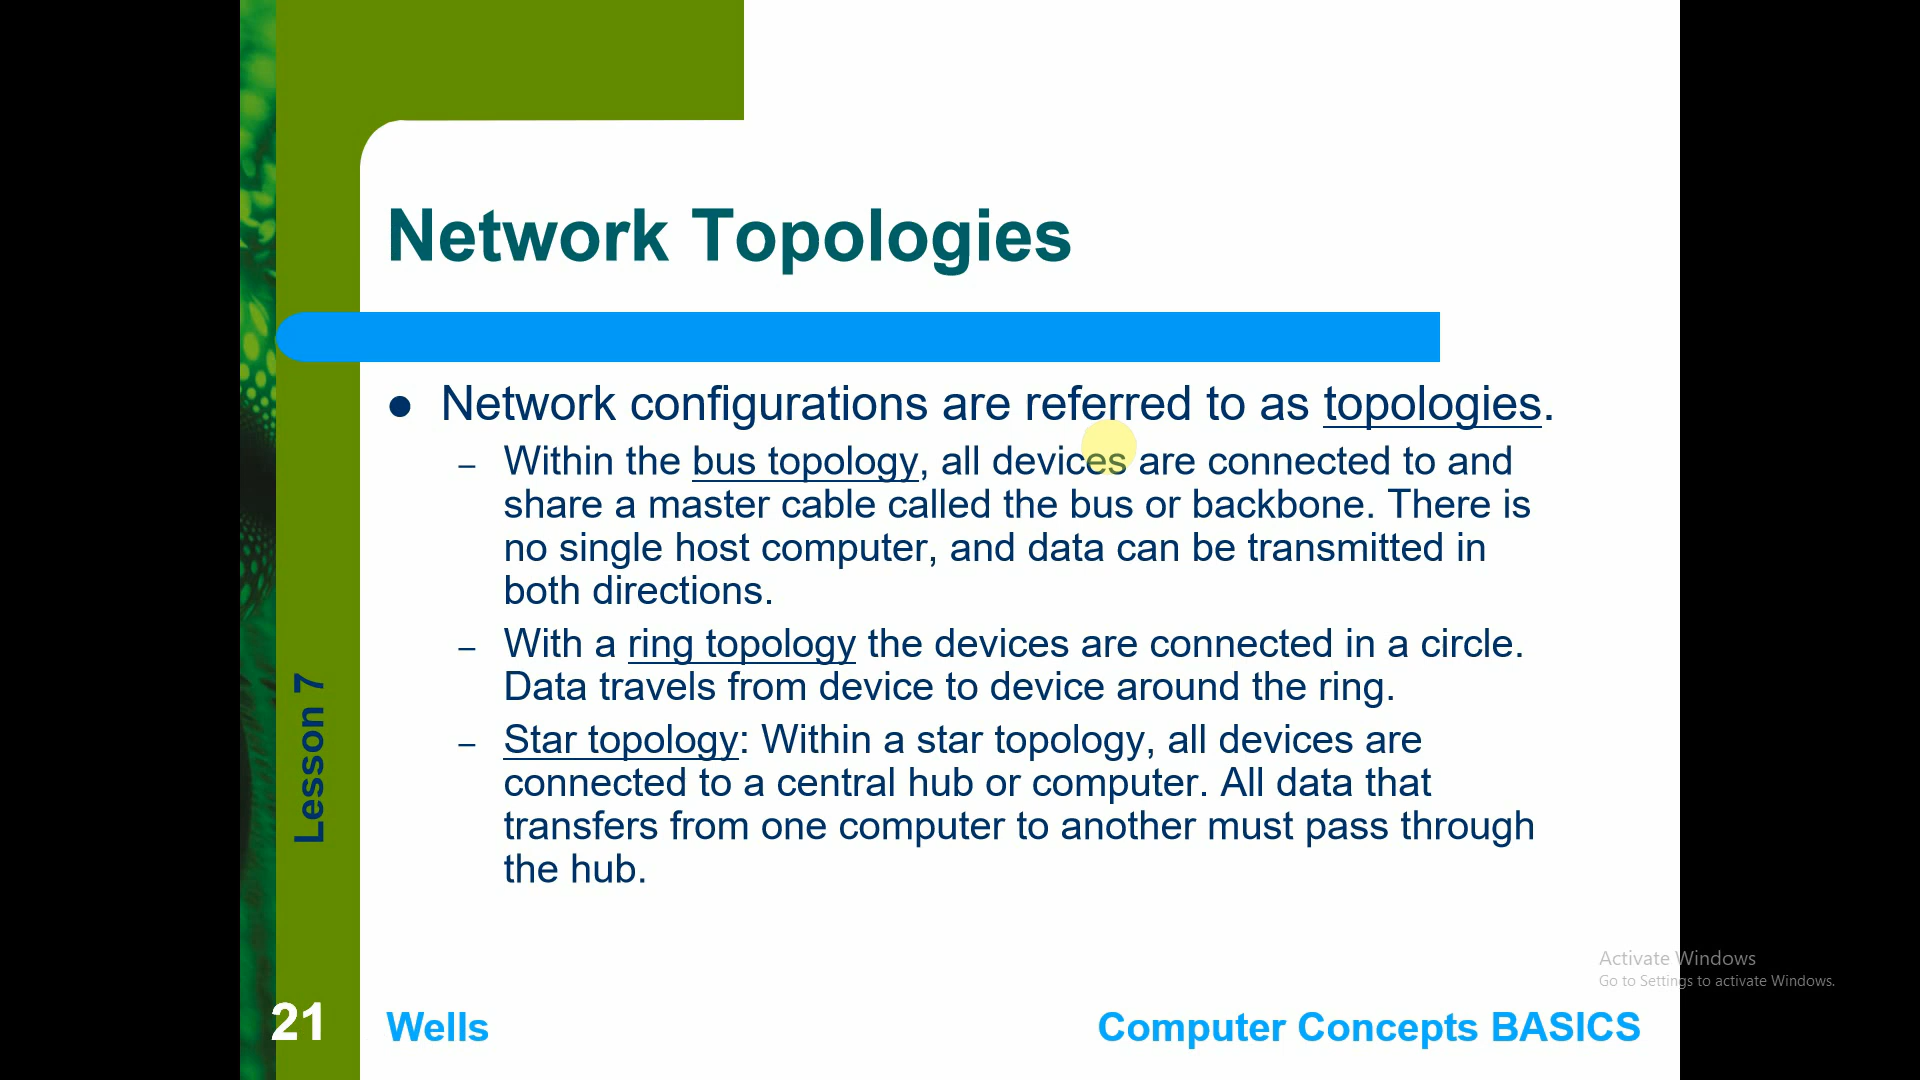 Network Topologies
● Network configurations are referred to as topologies.
– Within the bus topology, all devices are connected to and
share a master cable called the bus or backbone. There is
no single host computer, and data can be transmitted in
both directions.
– With a ring topology the devices are connected in a circle.
Data travels from device to device around the ring.
– Star topology: Within a star topology, all devices are
connected to a central hub or computer. All data that
transfers from one computer to another must pass through
the hub.
Lesson 7
Activate Windows
Go to Settings to activate Windows.
21
Wells
Computer Concepts BASICS